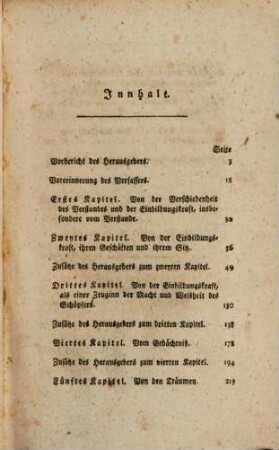 Innhalt.
Seite
Vorbericht des Herausgebers. 3
Vorerinnerung des Verfassers. 18
Erstes Kapitel. Von der Verschiedenheit
des Verstandes und der Einbildungskraft, insbe-
sondere vom Verstande.
Zweytes Kapitel. Von der Einbildungs-
kraft, ihren Geschäften und ihrem Sitz. 36
Zusätze des Herausgebers zum zweyten Kapitel. 49
Drittes Kapitel. Von der Einbildungskraft,
als einer Zeuginn der Macht und Weisheit des
Schöpfers. 130
Zusätze des Herausgebers zum dritten Kapitel. 158
Viertes Kapitel. Vom Gedächtniß. 178
Zusätze des Herausgebers zum vierten Kapitel. 194
Fünftes Kapitel. Von den Träumen. 219